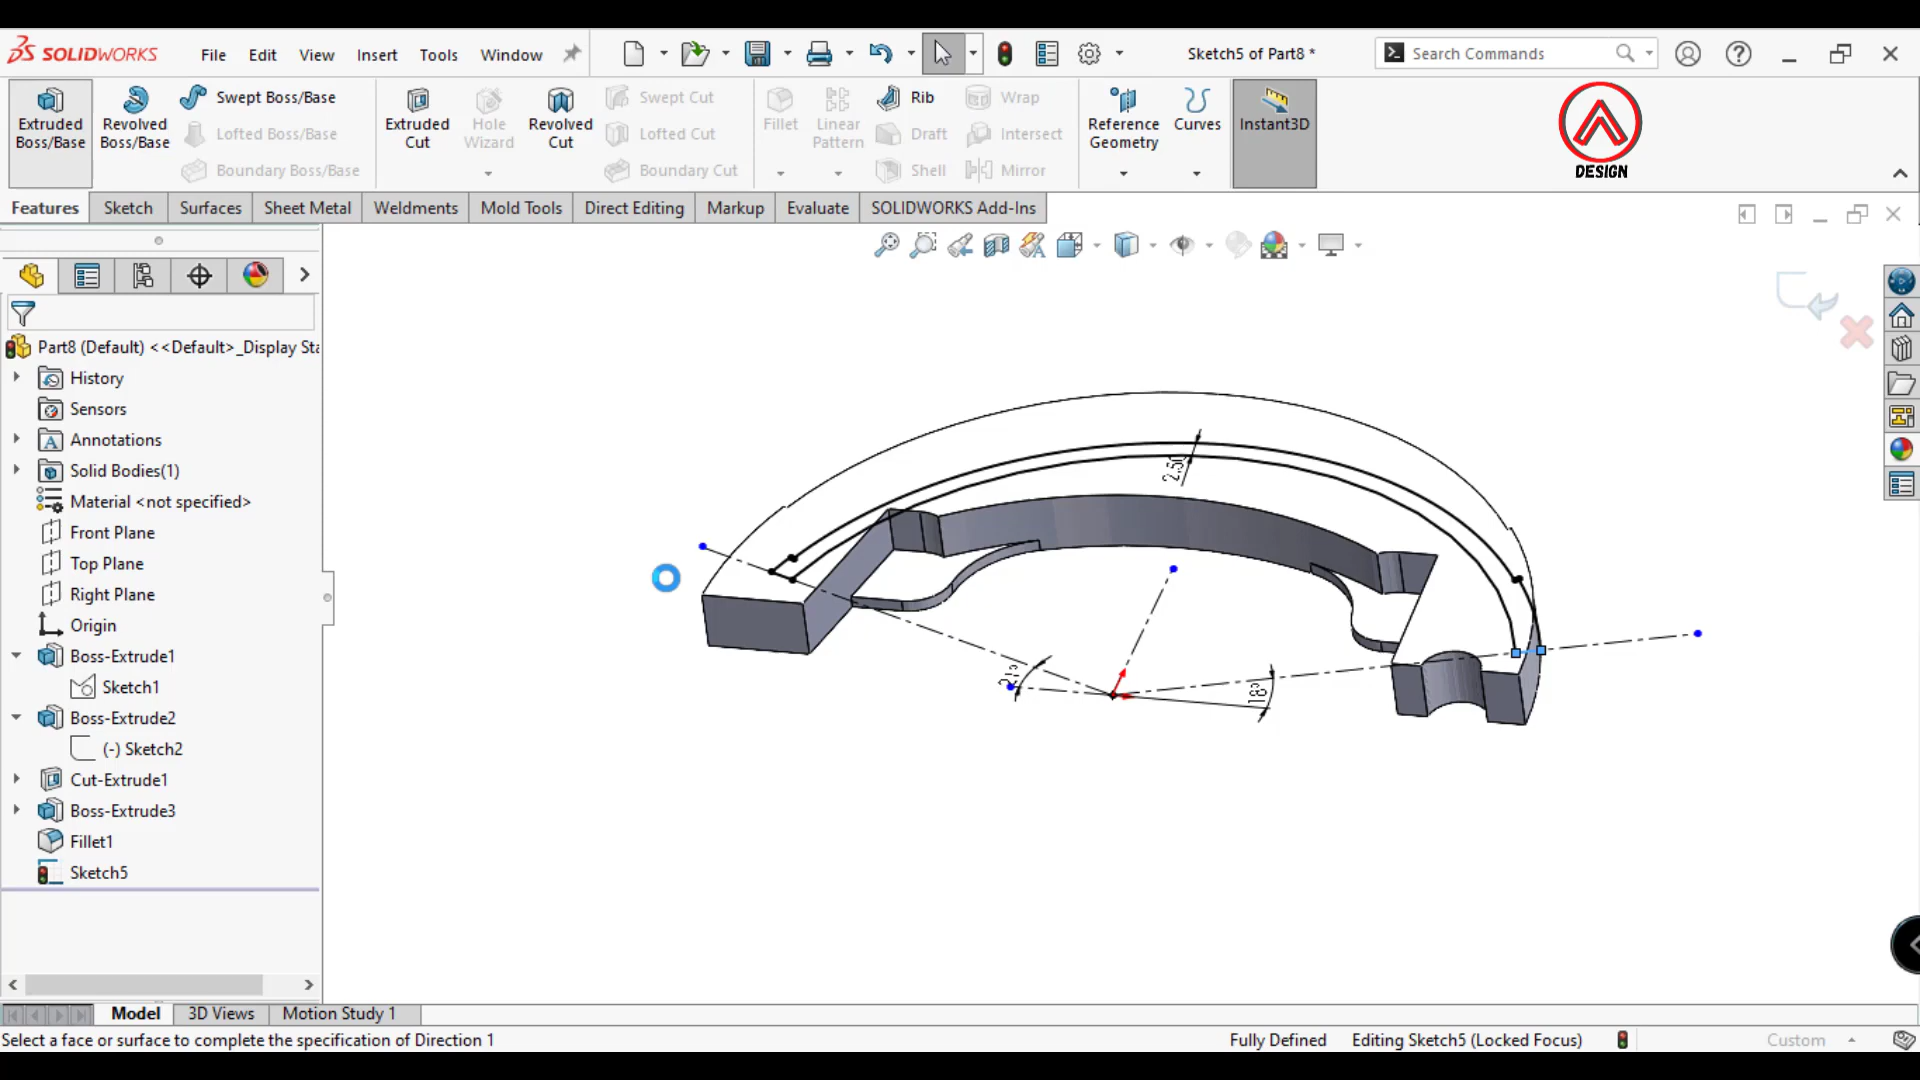 SOLIDWORKS
File Edit View Insert Tools Window
Sketch5 of Part8 *
Search Commands
Extruded Boss/Base
Revolved Boss/Base
Swept Boss/Base
Lofted Boss/Base
Boundary Boss/Base
Extruded Cut
Hole Wizard
Revolved Cut
Swept Cut
Lofted Cut
Boundary Cut
Fillet
Linear Pattern
Rib
Draft
Shell
Wrap
Intersect
Mirror
Reference Geometry
Curves
Instant3D
DESIGN
Features Sketch Surfaces Sheet Metal Weldments Mold Tools Direct Editing Markup Evaluate SOLIDWORKS Add-Ins
Part8 (Default) <<Default>_Display Sta
History
Sensors
Annotations
Solid Bodies(1)
Material <not specified>
Front Plane
Top Plane
Right Plane
Origin
Boss-Extrude1
Sketch1
Boss-Extrude2
(-) Sketch2
Cut-Extrude1
Boss-Extrude3
Fillet1
Sketch5
2.50
21°
18°
Model 3D Views Motion Study 1
Select a face or surface to complete the specification of Direction 1
Fully Defined
Editing Sketch5 (Locked Focus)
Custom